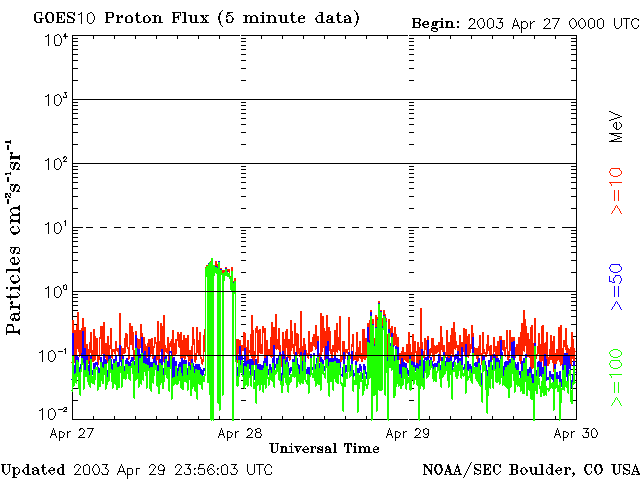 GOES10 Proton Flux (5 minute data)
Begin: 2003 Apr 27 0000 UTC
Particles cm⁻²s⁻¹sr⁻¹
10⁴
10³
10²
10¹
10⁰
10⁻¹
10⁻²
Apr 27 Apr 28 Apr 29 Apr 30
Universal Time
MeV
>=10
>=50
>=100
Updated 2003 Apr 29 23:56:03 UTC
NOAA/SEC Boulder, CO USA